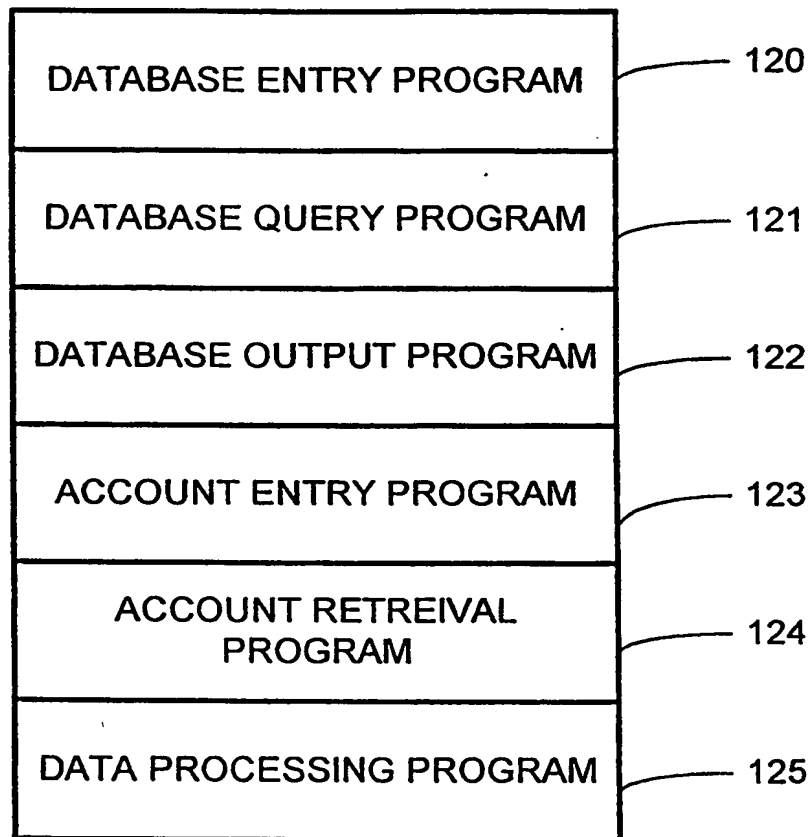 DATABASE ENTRY PROGRAM 120
DATABASE QUERY PROGRAM 121
DATABASE OUTPUT PROGRAM 122
ACCOUNT ENTRY PROGRAM 123
ACCOUNT RETREIVAL
PROGRAM 124
DATA PROCESSING PROGRAM 125